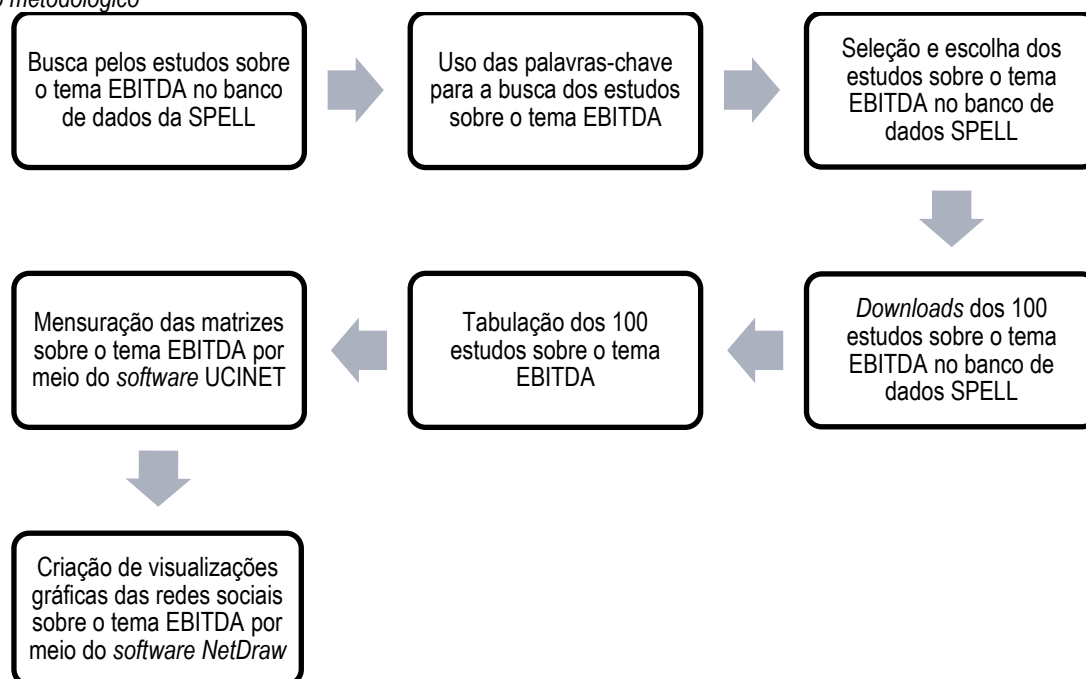 metodológico
Busca pelos estudos sobre
o tema EBITDA no banco
de dados da SPELL
Uso das palavras-chave
para a busca dos estudos
sobre o tema EBITDA
Seleção e escolha dos
estudos sobre o tema
EBITDA no banco de
dados SPELL
Downloads dos 100
estudos sobre o tema
EBITDA no banco de
dados SPELL
Tabulação dos 100
estudos sobre o tema
EBITDA
Mensuração das matrizes
sobre o tema EBITDA por
meio do software UCINET
Criação de visualizações
gráficas das redes sociais
sobre o tema EBITDA por
meio do software NetDraw